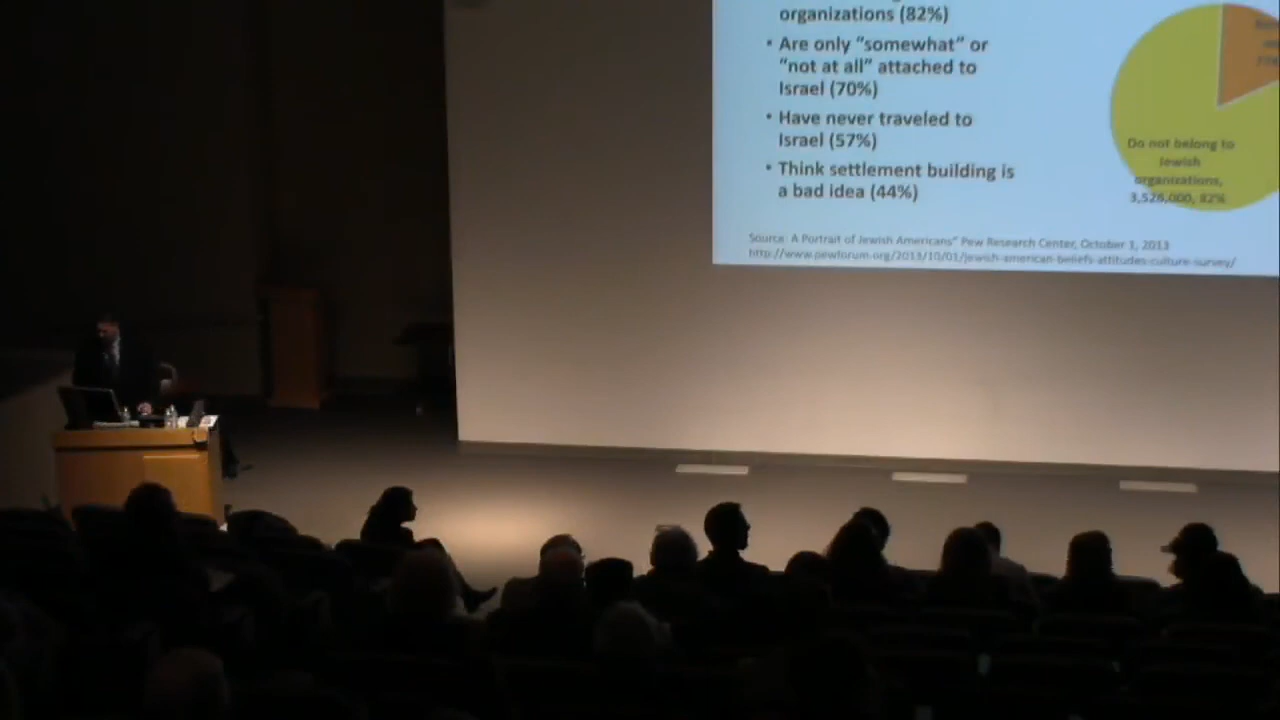 organizations (82%)
• Are only "somewhat" or
"not at all" attached to
Israel (70%)
• Have never traveled to
Israel (57%)
• Think settlement building is
a bad idea (44%)
Do not belong to
Jewish
organizations,
3,526,000, 82%
Source: A Portrait of Jewish Americans" Pew Research Center, October 1, 2013
http://www.pewforum.org/2013/10/01/jewish-american-beliefs-attitudes-culture-survey/